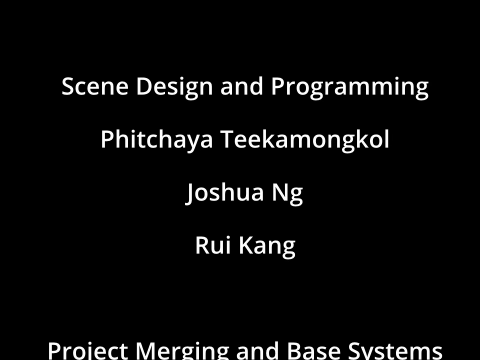 Scene Design and Programming
Phitchaya Teekamongkol
Joshua Ng
Rui Kang
Project Merging and Base Systems